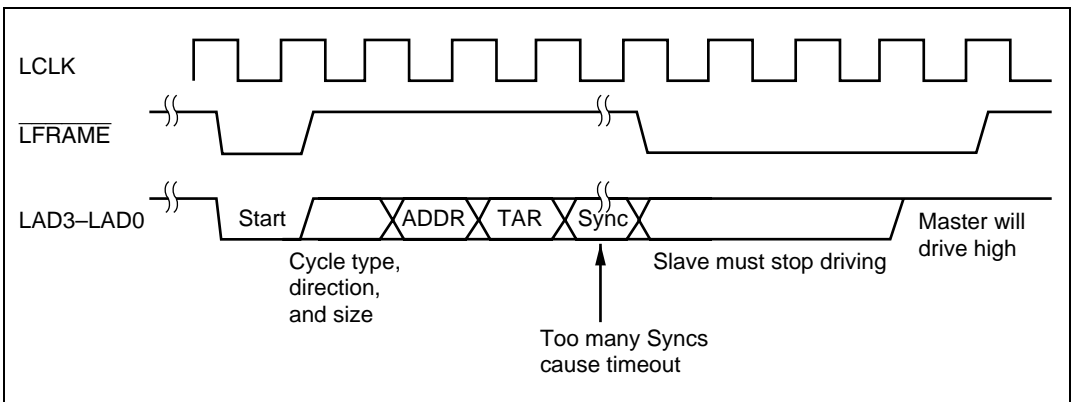 LCLK
LFRAME
LAD3–LAD0
Start
ADDR
TAR
Sync
Master will
drive high
Cycle type,
direction,
and size
Slave must stop driving
Too many Syncs
cause timeout